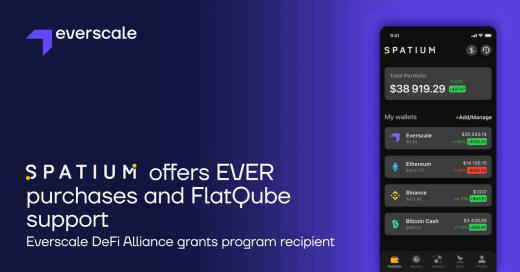 everscale
SPATIUM offers EVER
purchases and FlatQube
support
Everscale DeFi Alliance grants program recipient
9:41
SPATIUM
$
Total Portfolio
$38 919.29
My wallets
+Add/Manage
Everscale
$20 043.14
Ethereum
$14 100.10
Binance
$1337
Bitcoin Cash
$3 439,05
Portfolio